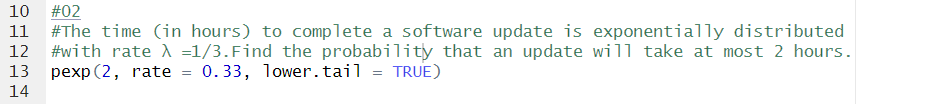 10 #02
11 #The time (in hours) to complete a software update is exponentially distributed
12 #with rate λ =1/3.Find the probability that an update will take at most 2 hours.
13 pexp(2, rate = 0.33, lower.tail = TRUE)
14